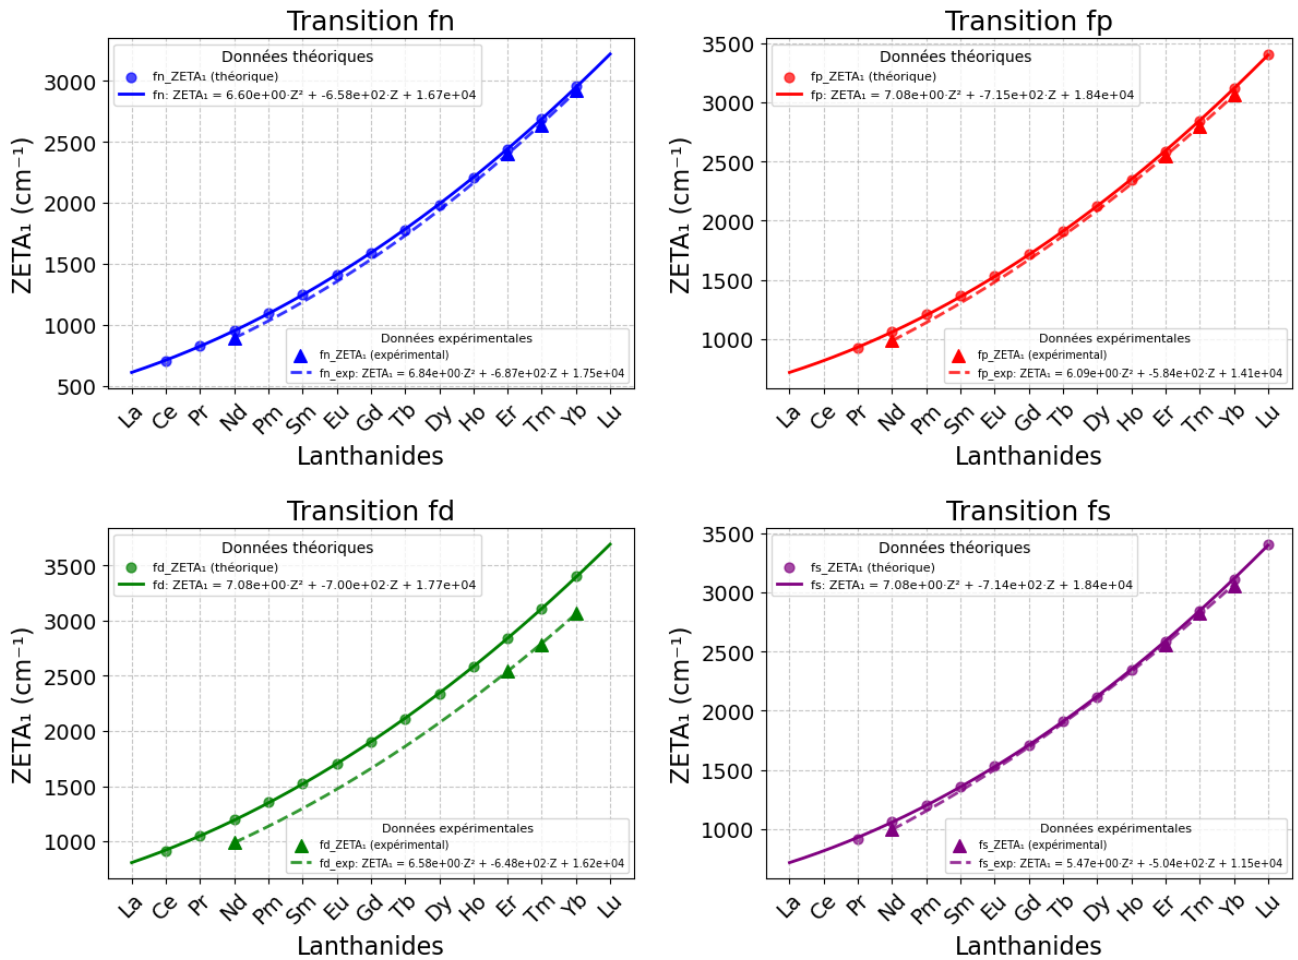 Transition fn
Données théoriques
fn_ZETA₁ (théorique)
fn: ZETA₁ = 6.60e+00·Z² + -6.58e+02·Z + 1.67e+04
3000
2500
2000
1500
1000
500
ZETA₁ (cm⁻¹)
Données expérimentales
fn_ZETA₁ (expérimental)
fn_exp: ZETA₁ = 6.84e+00·Z² + -6.87e+02·Z + 1.75e+04
La Ce Pr Nd Pm Sm Eu Gd Tb Dy Ho Er Tm Yb Lu
Lanthanides
Transition fp
Données théoriques
fp_ZETA₁ (théorique)
fp: ZETA₁ = 7.08e+00·Z² + -7.15e+02·Z + 1.84e+04
3500
3000
2500
2000
1500
1000
ZETA₁ (cm⁻¹)
Données expérimentales
fp_ZETA₁ (expérimental)
fp_exp: ZETA₁ = 6.09e+00·Z² + -5.84e+02·Z + 1.41e+04
La Ce Pr Nd Pm Sm Eu Gd Tb Dy Ho Er Tm Yb Lu
Lanthanides
Transition fd
Données théoriques
fd_ZETA₁ (théorique)
fd: ZETA₁ = 7.08e+00·Z² + -7.00e+02·Z + 1.77e+04
3500
3000
2500
2000
1500
1000
ZETA₁ (cm⁻¹)
Données expérimentales
fd_ZETA₁ (expérimental)
fd_exp: ZETA₁ = 6.58e+00·Z² + -6.48e+02·Z + 1.62e+04
La Ce Pr Nd Pm Sm Eu Gd Tb Dy Ho Er Tm Yb Lu
Lanthanides
Transition fs
Données théoriques
fs_ZETA₁ (théorique)
fs: ZETA₁ = 7.08e+00·Z² + -7.14e+02·Z + 1.84e+04
3500
3000
2500
2000
1500
1000
ZETA₁ (cm⁻¹)
Données expérimentales
fs_ZETA₁ (expérimental)
fs_exp: ZETA₁ = 5.47e+00·Z² + -5.04e+02·Z + 1.15e+04
La Ce Pr Nd Pm Sm Eu Gd Tb Dy Ho Er Tm Yb Lu
Lanthanides